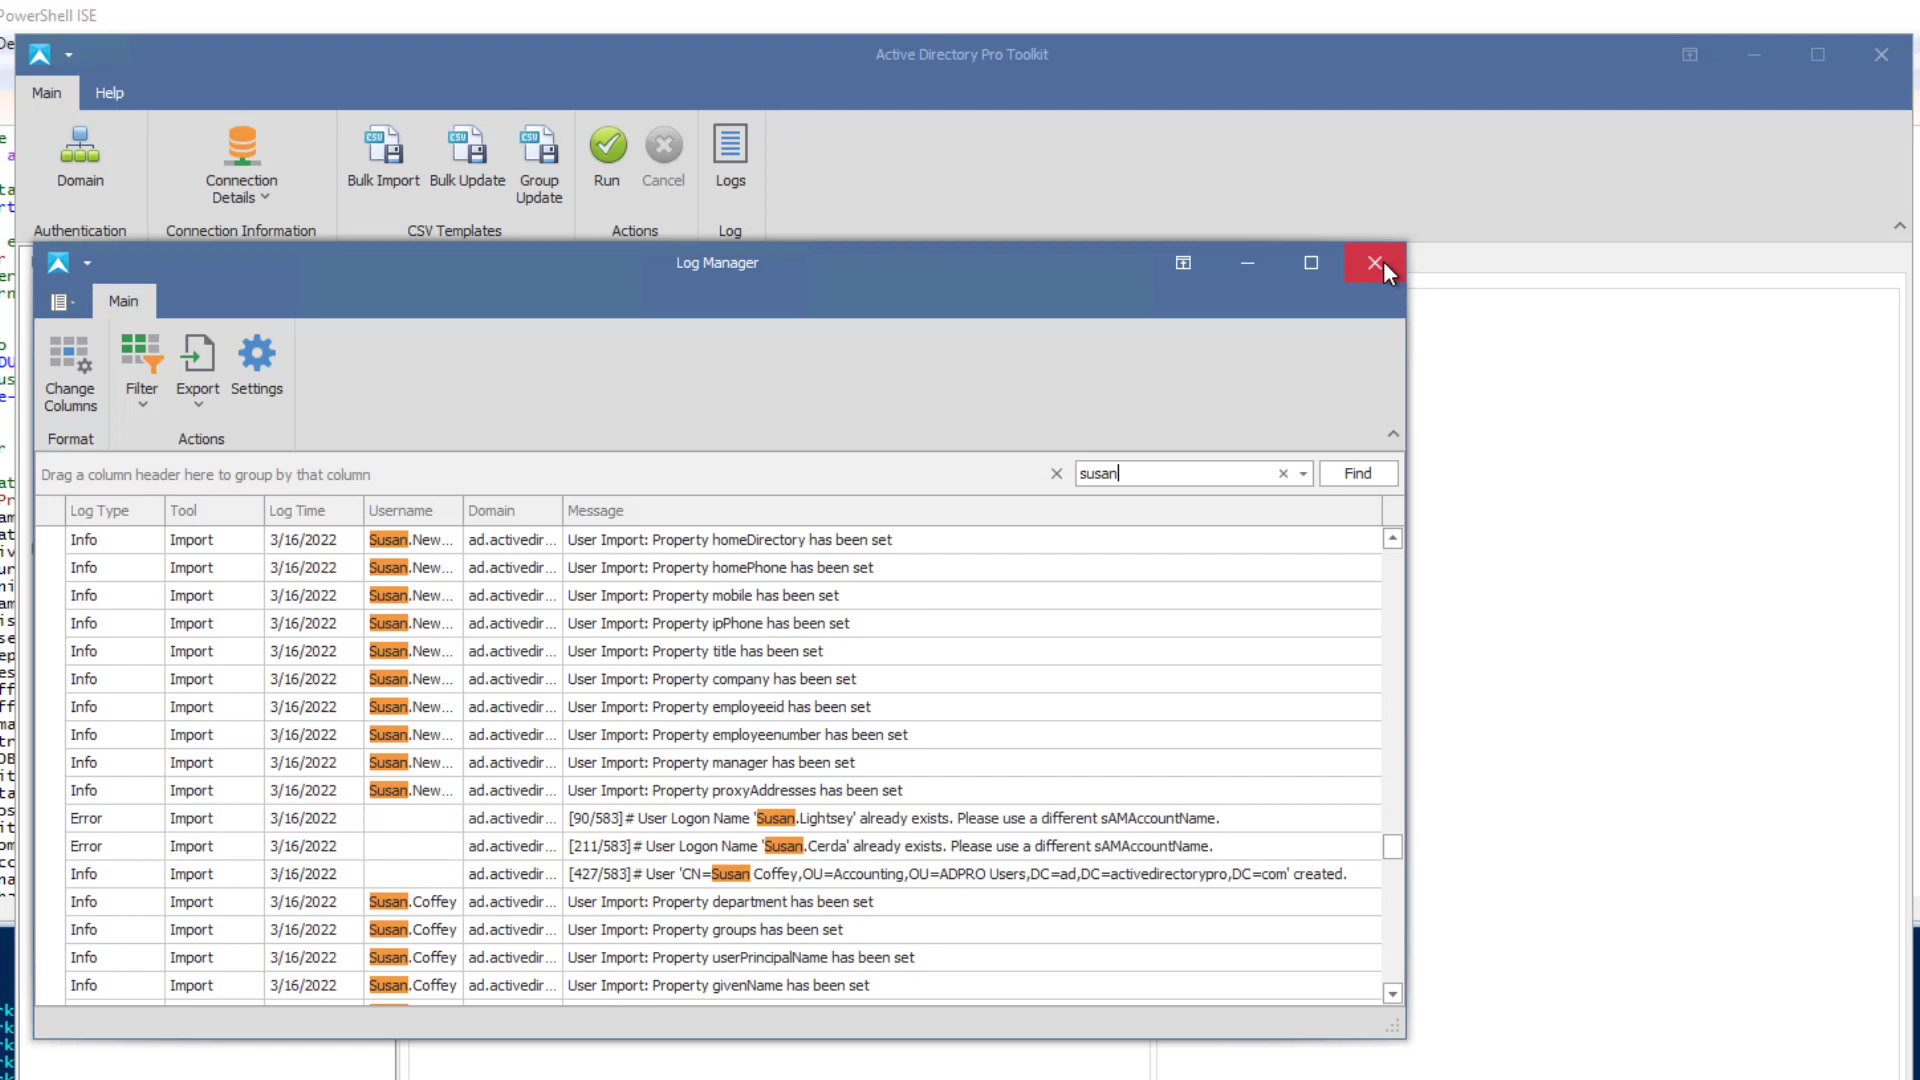 PowerShell ISE
Active Directory Pro Toolkit
Main
Help
Domain
Connection
Details
Bulk Import
Bulk Update
Group
Update
Run
Cancel
Logs
Authentication
Connection Information
CSV Templates
Actions
Log
Log Manager
Main
Change
Columns
Filter
Export
Settings
Format
Actions
Drag a column header here to group by that column
susan
Find
Log Type Tool Log Time Username Domain Message
Info Import 3/16/2022 Susan.New... ad.activedir... User Import: Property homeDirectory has been set
Info Import 3/16/2022 Susan.New... ad.activedir... User Import: Property homePhone has been set
Info Import 3/16/2022 Susan.New... ad.activedir... User Import: Property mobile has been set
Info Import 3/16/2022 Susan.New... ad.activedir... User Import: Property ipPhone has been set
Info Import 3/16/2022 Susan.New... ad.activedir... User Import: Property title has been set
Info Import 3/16/2022 Susan.New... ad.activedir... User Import: Property company has been set
Info Import 3/16/2022 Susan.New... ad.activedir... User Import: Property employeeid has been set
Info Import 3/16/2022 Susan.New... ad.activedir... User Import: Property employeenumber has been set
Info Import 3/16/2022 Susan.New... ad.activedir... User Import: Property manager has been set
Info Import 3/16/2022 Susan.New... ad.activedir... User Import: Property proxyAddresses has been set
Error Import 3/16/2022 ad.activedir... [90/583] # User Logon Name 'Susan.Lightsey' already exists. Please use a different sAMAccountName.
Error Import 3/16/2022 ad.activedir... [211/583] # User Logon Name 'Susan.Cerda' already exists. Please use a different sAMAccountName.
Info Import 3/16/2022 ad.activedir... [427/583] # User 'CN=Susan Coffey,OU=Accounting,OU=ADPRO Users,DC=ad,DC=activedirectorypro,DC=com' created.
Info Import 3/16/2022 Susan.Coffey ad.activedir... User Import: Property department has been set
Info Import 3/16/2022 Susan.Coffey ad.activedir... User Import: Property groups has been set
Info Import 3/16/2022 Susan.Coffey ad.activedir... User Import: Property userPrincipalName has been set
Info Import 3/16/2022 Susan.Coffey ad.activedir... User Import: Property givenName has been set